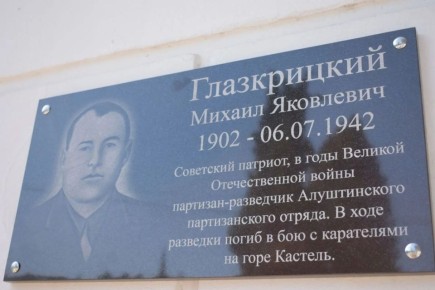 Глазкрицкий
Михаил Яковлевич
1902 - 06.07.1942
Советский патриот, в годы Великой
Отечественной войны
партизан-разведчик Алуштинского
партизанского отряда. В ходе
разведки погиб в бою с карателями
на горе Кастель.